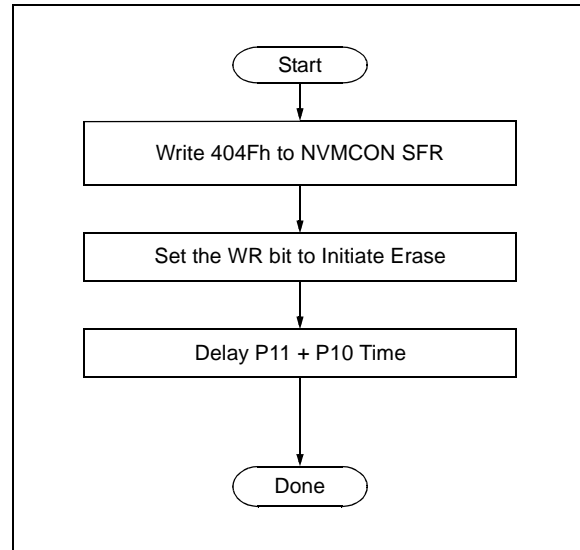 Start
Write 404Fh to NVMCON SFR
Set the WR bit to Initiate Erase
Delay P11 + P10 Time
Done